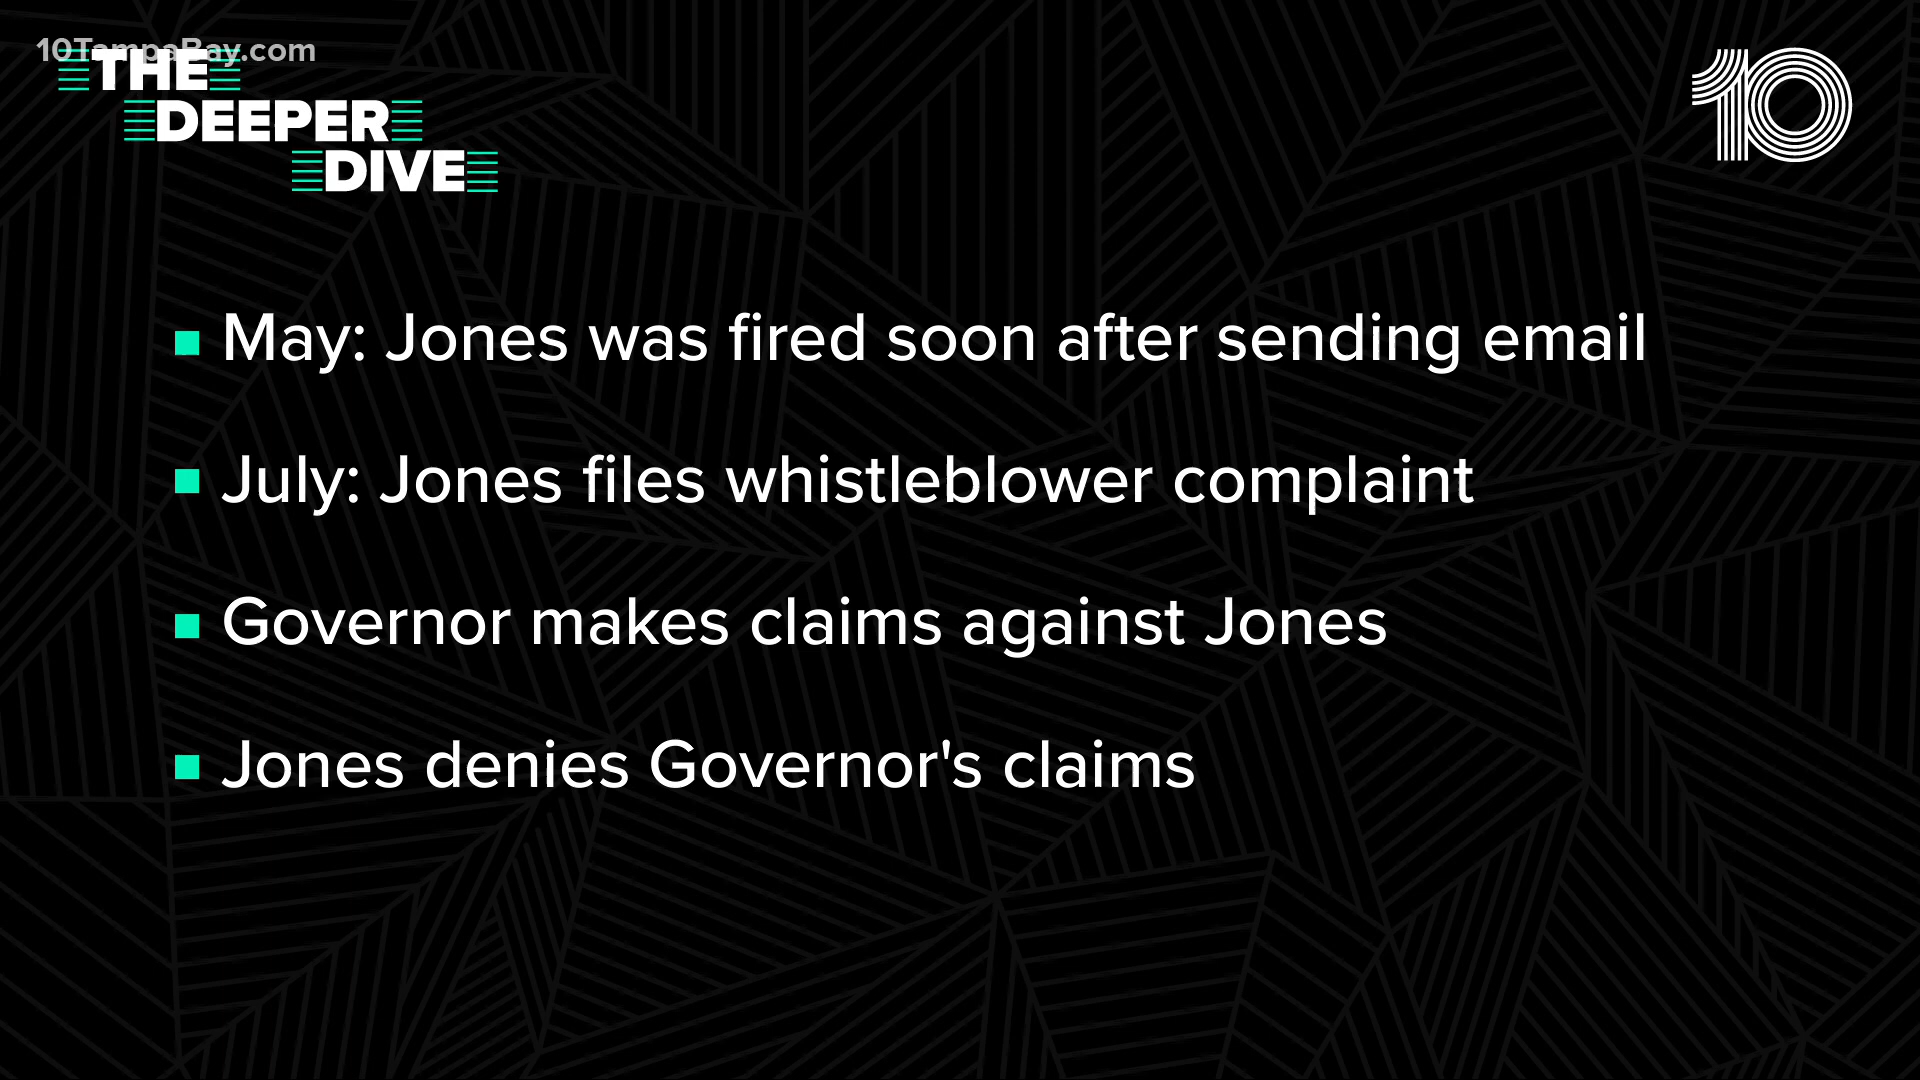 10TampaBay.com
THE
DEEPER
DIVE
10
May: Jones was fired soon after sending email
July: Jones files whistleblower complaint
Governor makes claims against Jones
Jones denies Governor's claims